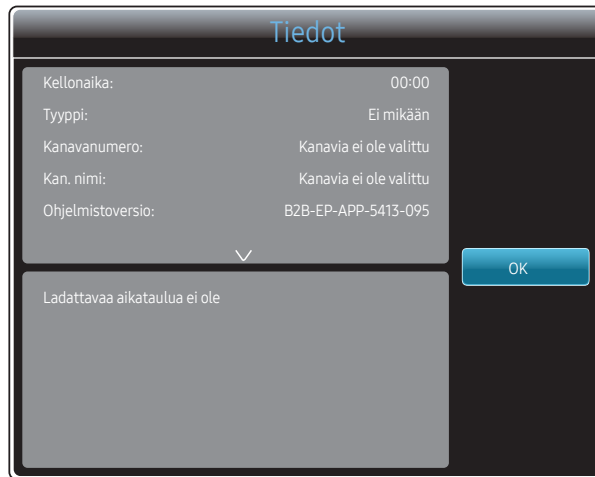 Tiedot
Kellonaika: 00:00
Tyyppi: Ei mikään
Kanavanumero: Kanavia ei ole valittu
Kan. nimi: Kanavia ei ole valittu
Ohjelmistoversio: B2B-EP-APP-5413-095
OK
Ladattavaa aikataulua ei ole